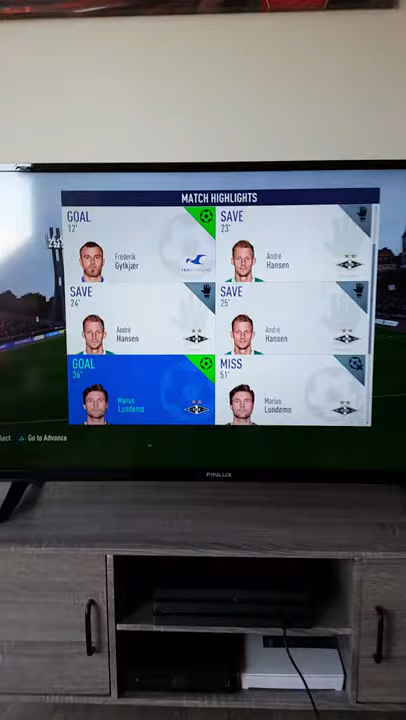 MATCH HIGHLIGHTS
GOAL
12'
Frederik
Gytkjær
SAVE
23'
André
Hansen
SAVE
24'
André
Hansen
SAVE
25'
André
Hansen
GOAL
36'
Marius
Lundemo
MISS
51'
Marius
Lundemo
lect Go to Advance
FINLUX